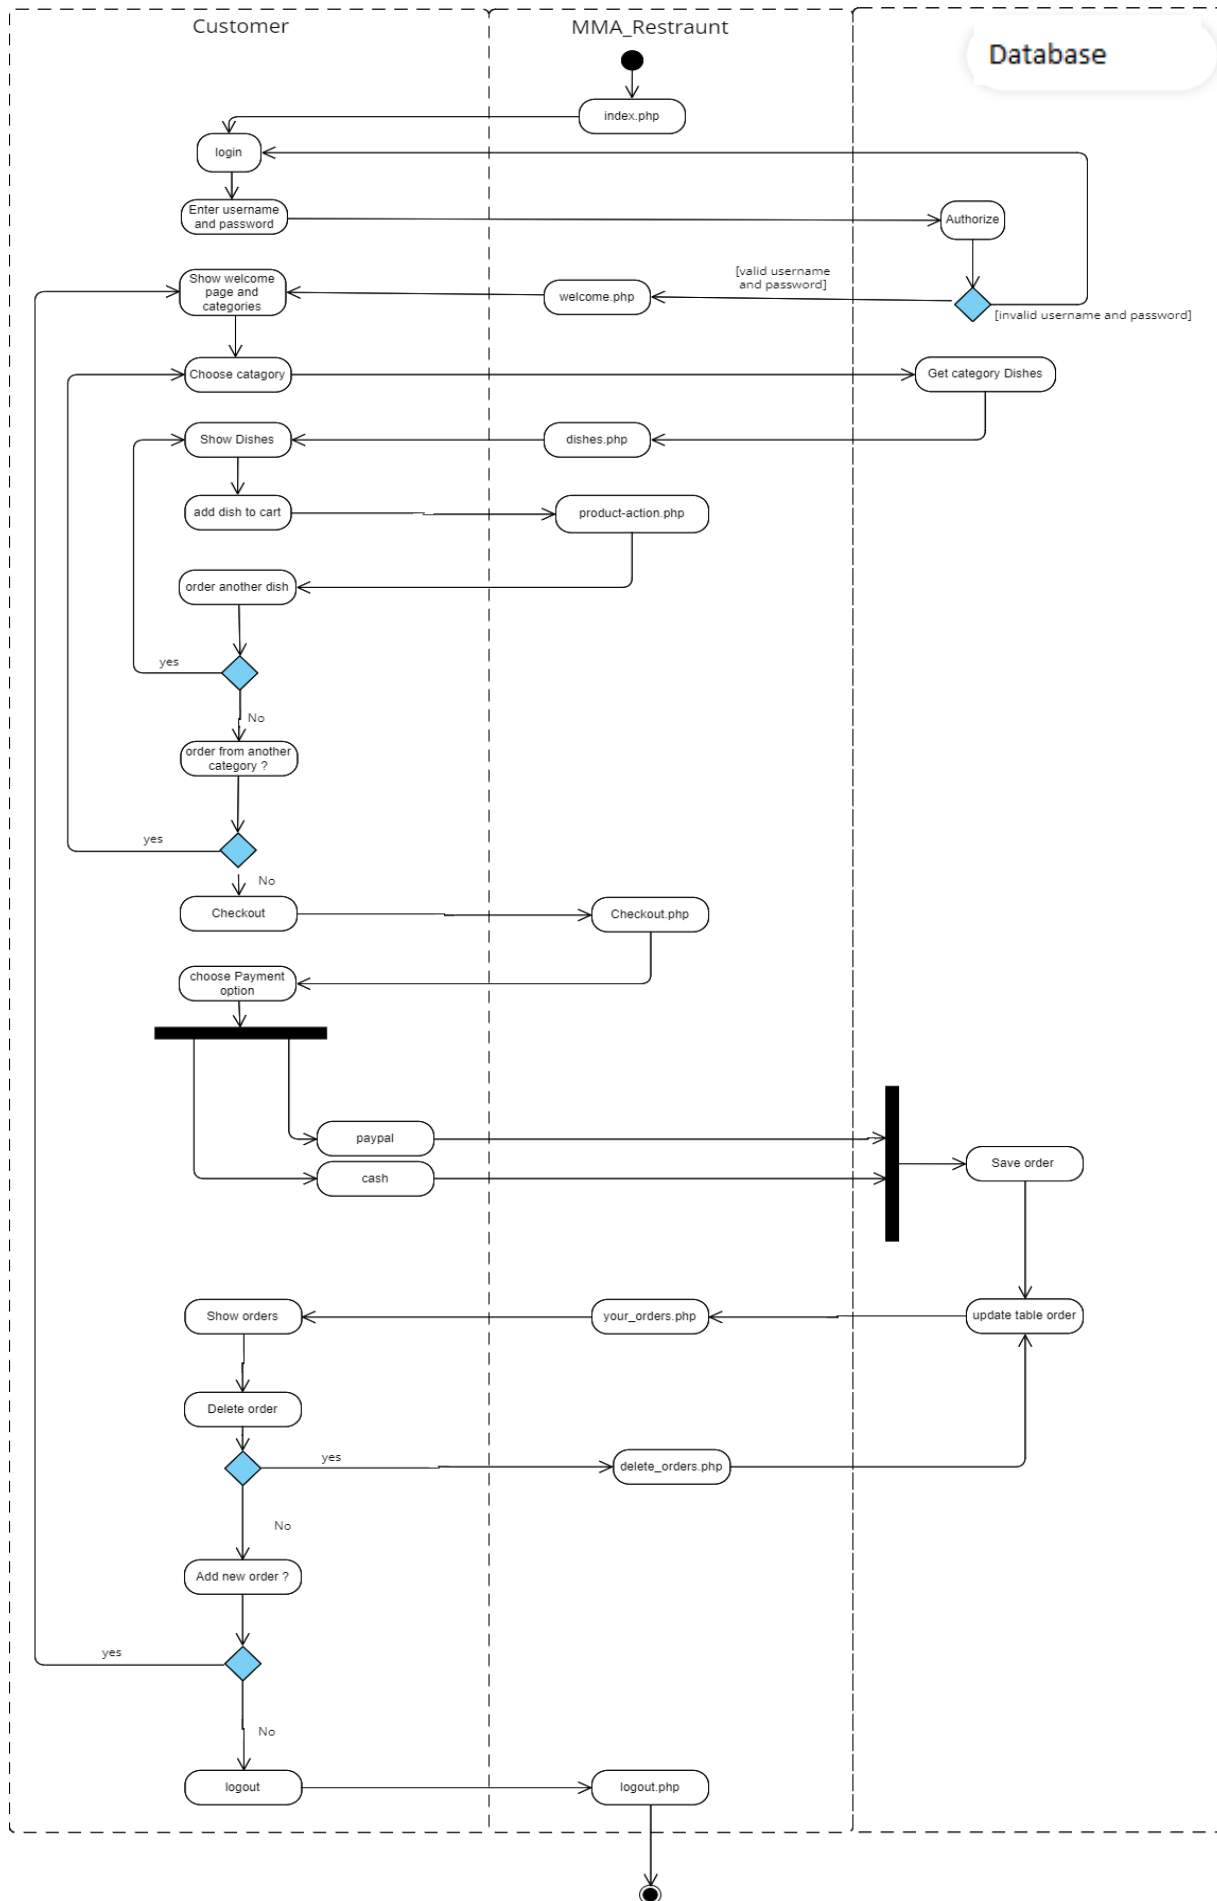 Customer
MMA_Restraunt
Database
index.php
login
Enter username
and password
Authorize
[valid username
and password]
Show welcome
page and
categories
welcome.php
[invalid username and password]
Choose catagory
Get category Dishes
Show Dishes
dishes.php
add dish to cart
product-action.php
order another dish
yes
No
order from another
category ?
yes
No
Checkout
Checkout.php
choose Payment
option
paypal
cash
Save order
Show orders
your_orders.php
update table order
Delete order
yes
delete_orders.php
No
Add new order ?
yes
No
logout
logout.php